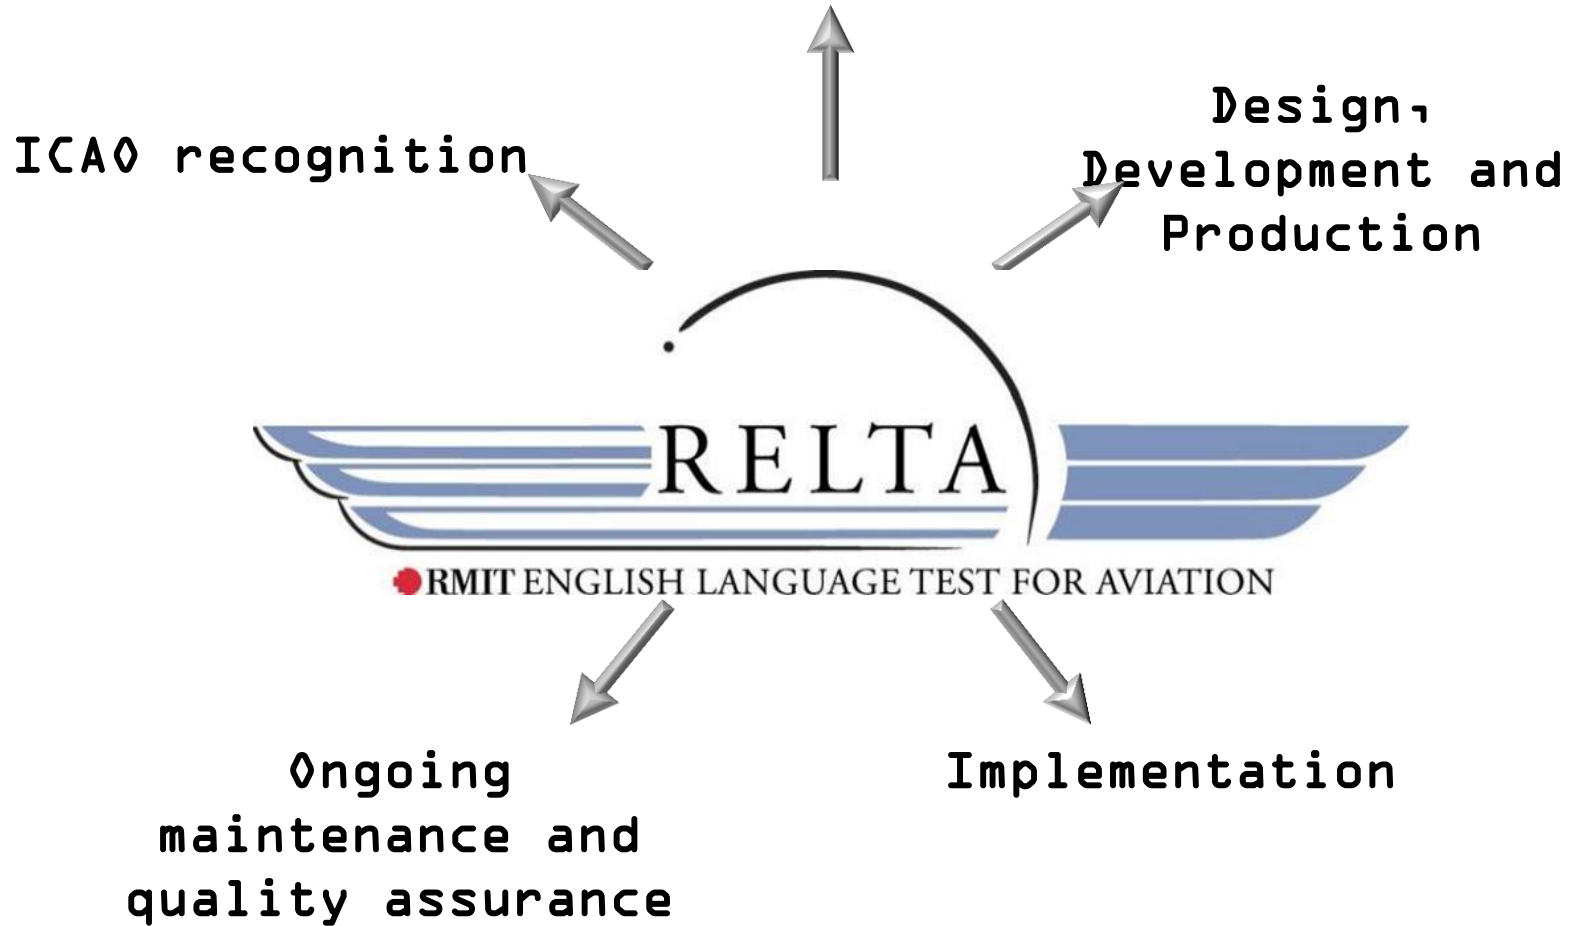 ICAO recognition
Design,
Development and
Production
RELTA
RMIT ENGLISH LANGUAGE TEST FOR AVIATION
Ongoing
maintenance and
quality assurance
Implementation